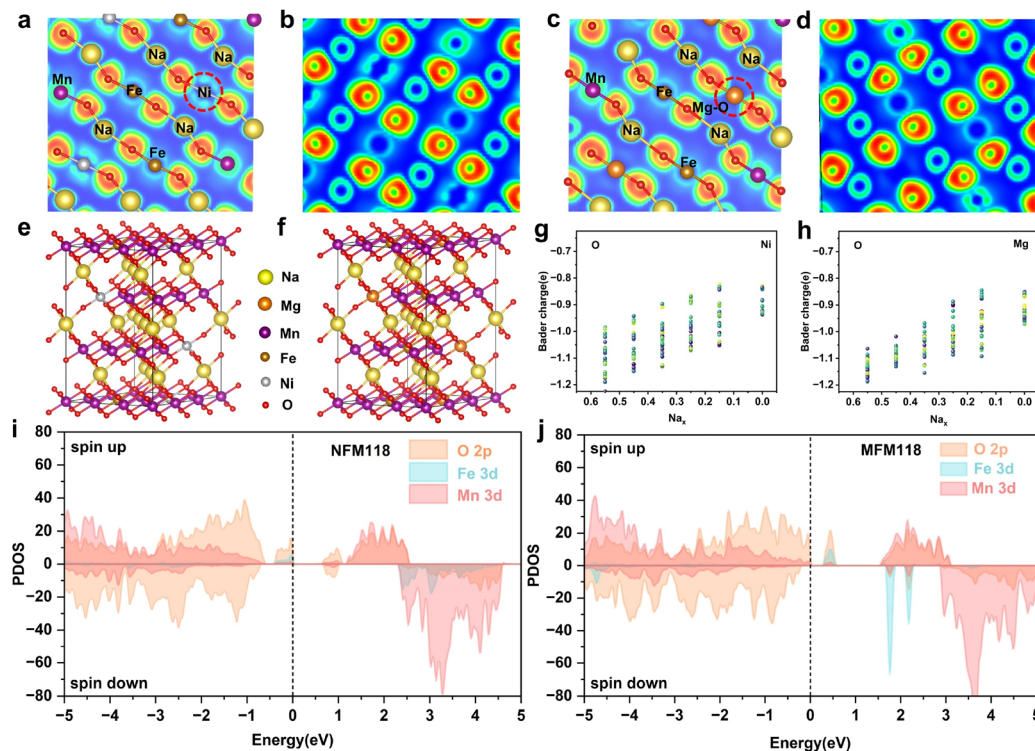 a
b
c
d
Na
Na
Mn
Fe
Ni
Na
Na
Fe
Na
Na
Mn
Fe
Mg-O
Na
Na
Fe
e
f
g
h
Na
Mg
Mn
Fe
Ni
O
O Ni
Bader charge(e)
−0.7
−0.8
−0.9
−1.0
−1.1
−1.2
0.6 0.5 0.4 0.3 0.2 0.1 0.0
Naₓ
O Mg
Bader charge(e)
−0.7
−0.8
−0.9
−1.0
−1.1
−1.2
0.6 0.5 0.4 0.3 0.2 0.1 0.0
Naₓ
i
spin up NFM118
O 2p
Fe 3d
Mn 3d
PDOS
80
60
40
20
0
−20
−40
−60
−80
spin down
−5 −4 −3 −2 −1 0 1 2 3 4 5
Energy(eV)
j
spin up MFM118
O 2p
Fe 3d
Mn 3d
PDOS
80
60
40
20
0
−20
−40
−60
−80
spin down
−5 −4 −3 −2 −1 0 1 2 3 4 5
Energy(eV)